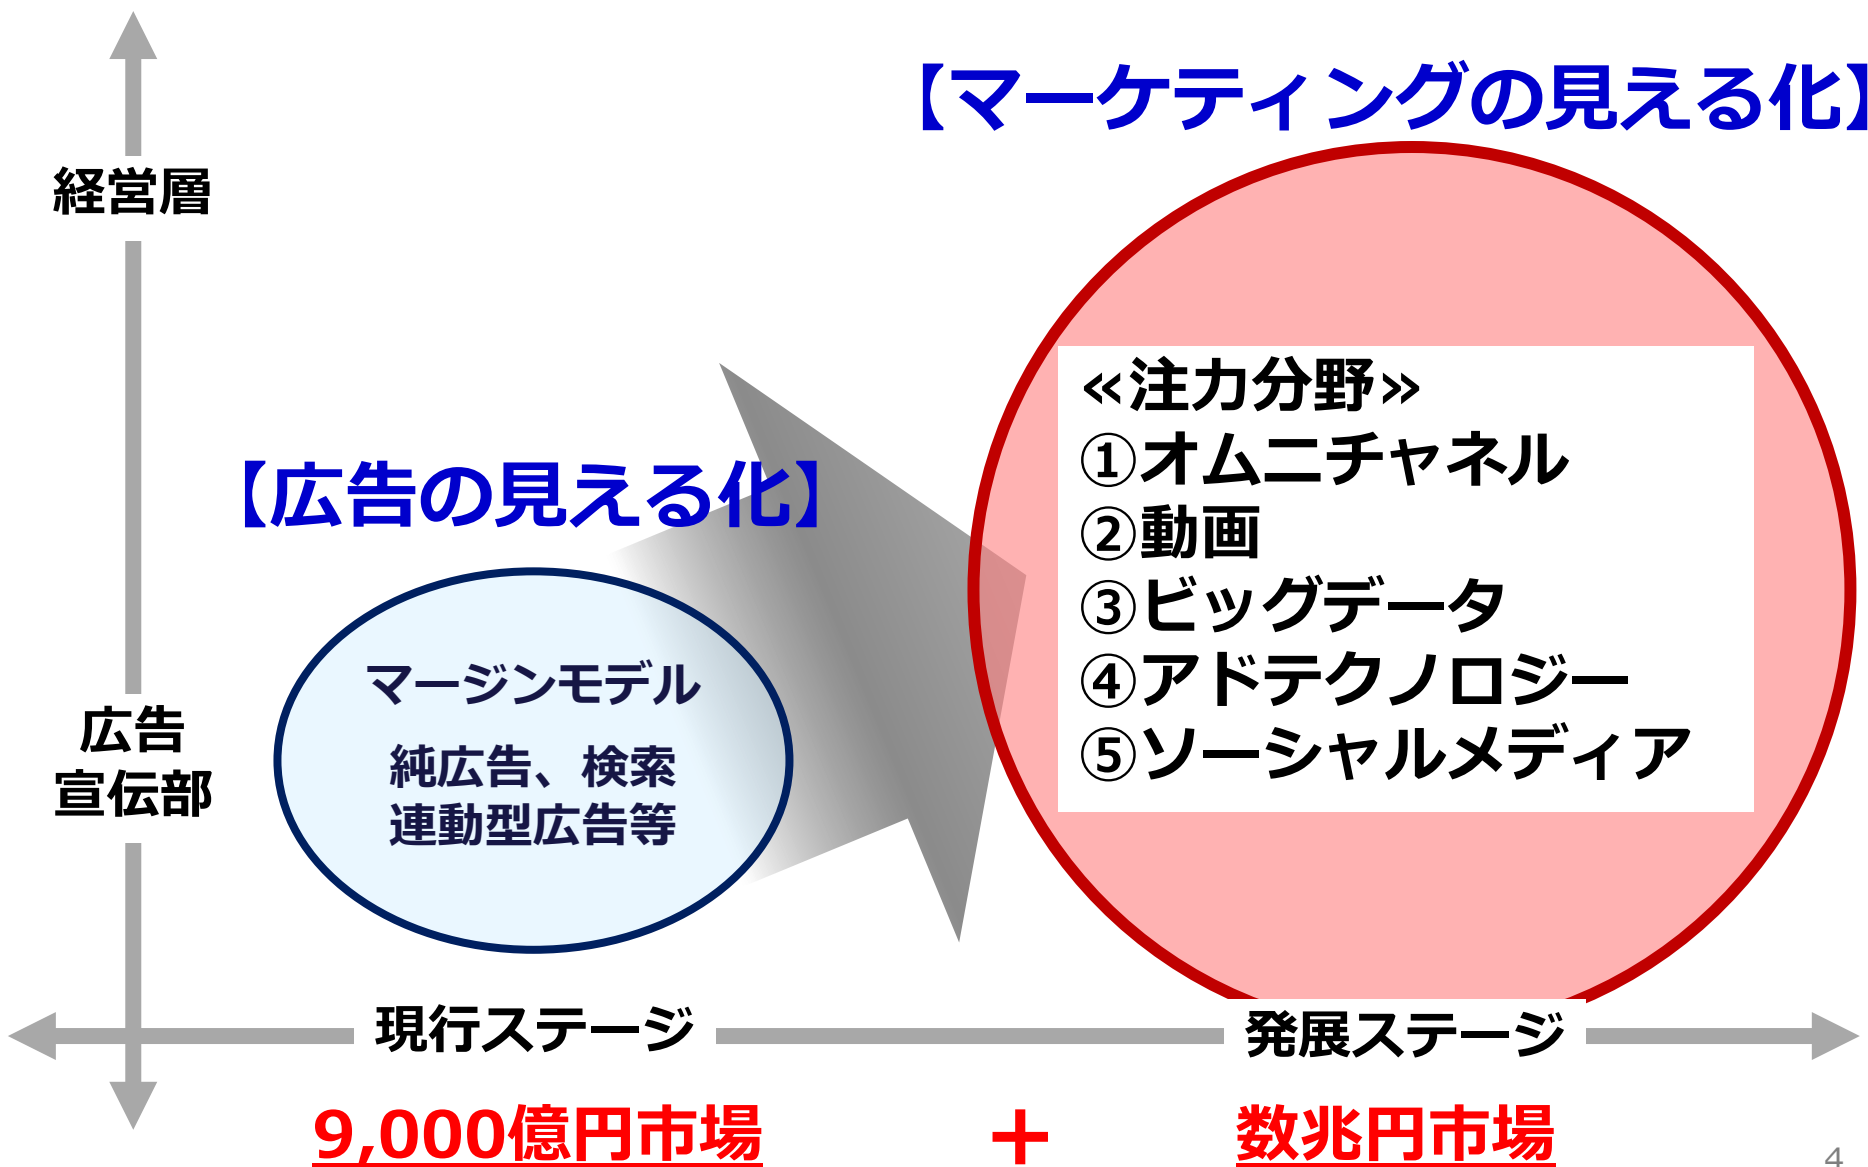 【マーケティングの見える化】
経営層
≪注力分野≫
①オムニチャネル
②動画
③ビッグデータ
④アドテクノロジー
⑤ソーシャルメディア
【広告の見える化】
マージンモデル
純広告、検索
連動型広告等
広告
宣伝部
現行ステージ
発展ステージ
9,000億円市場 ＋ 数兆円市場
4